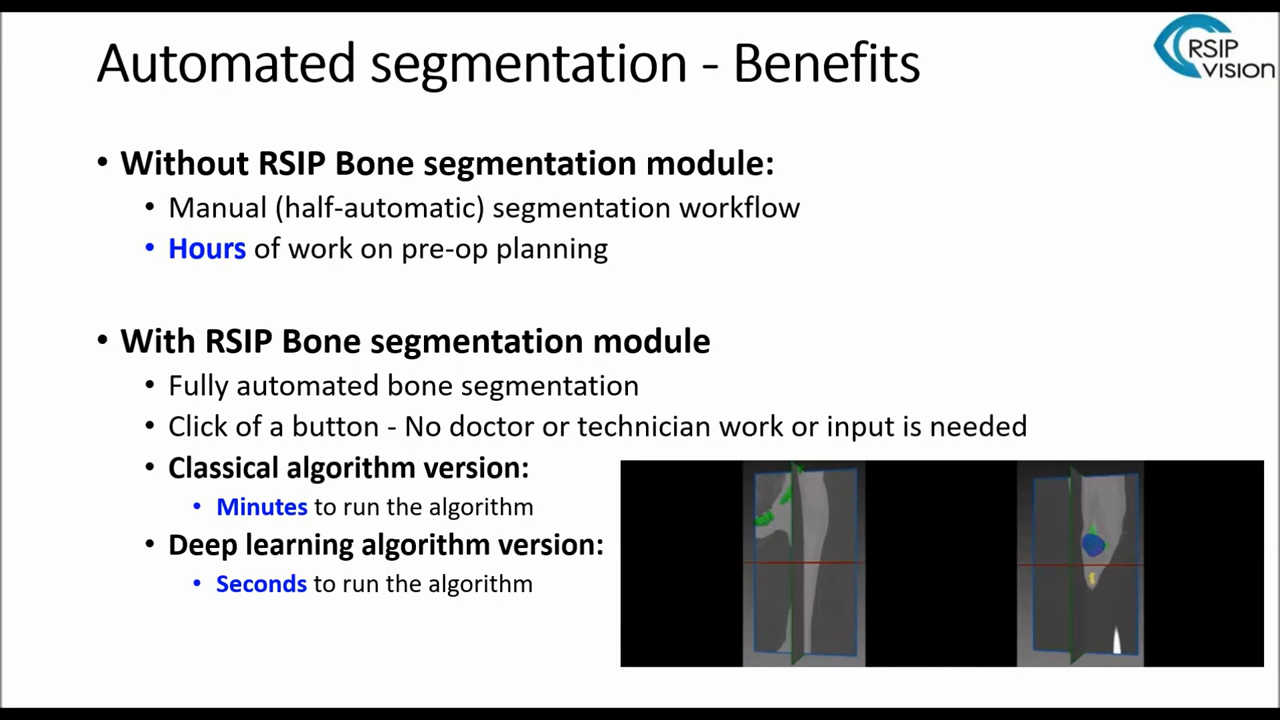 Automated segmentation - Benefits
RSIP
VISION
• Without RSIP Bone segmentation module:
• Manual (half-automatic) segmentation workflow
• Hours of work on pre-op planning
• With RSIP Bone segmentation module
• Fully automated bone segmentation
• Click of a button - No doctor or technician work or input is needed
• Classical algorithm version:
• Minutes to run the algorithm
• Deep learning algorithm version:
• Seconds to run the algorithm